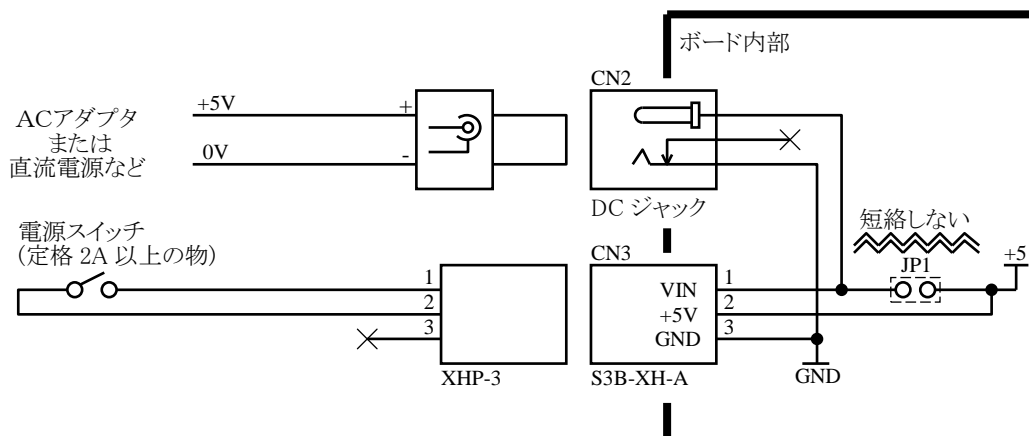 ボード内部
CN2
+5V
+
ACアダプタ
または
直流電源など
0V
-
DC ジャック
電源スイッチ
(定格 2A 以上の物)
短絡しない
CN3
JP1
+5
1
2
3
VIN
+5V
GND
1
2
3
XHP-3
S3B-XH-A
GND